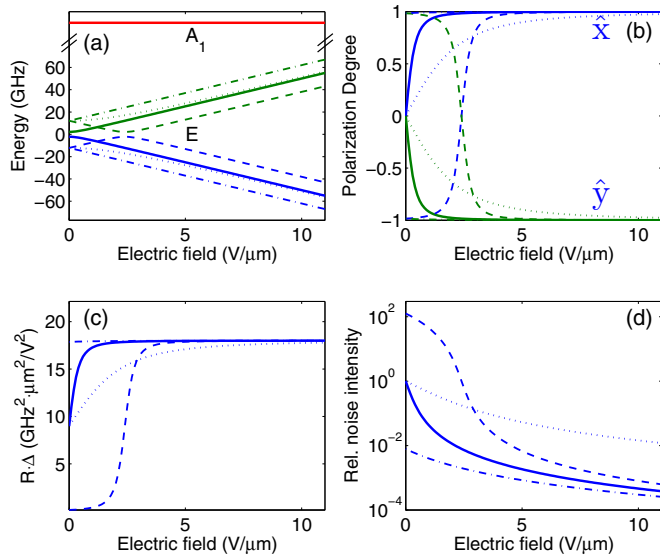 (a)
A₁
E
60
40
20
0
−20
−40
−60
Energy (GHz)
0
5
10
Electric field (V/μm)
(b)
x̂
ŷ
1
0.5
0
−0.5
−1
Polarization Degree
0
5
10
Electric field (V/μm)
(c)
20
15
10
5
R·Δ (GHz²·μm²/V²)
0
5
10
Electric field (V/μm)
(d)
10²
10⁰
10⁻²
10⁻⁴
Rel. noise intensity
0
5
10
Electric field (V/μm)